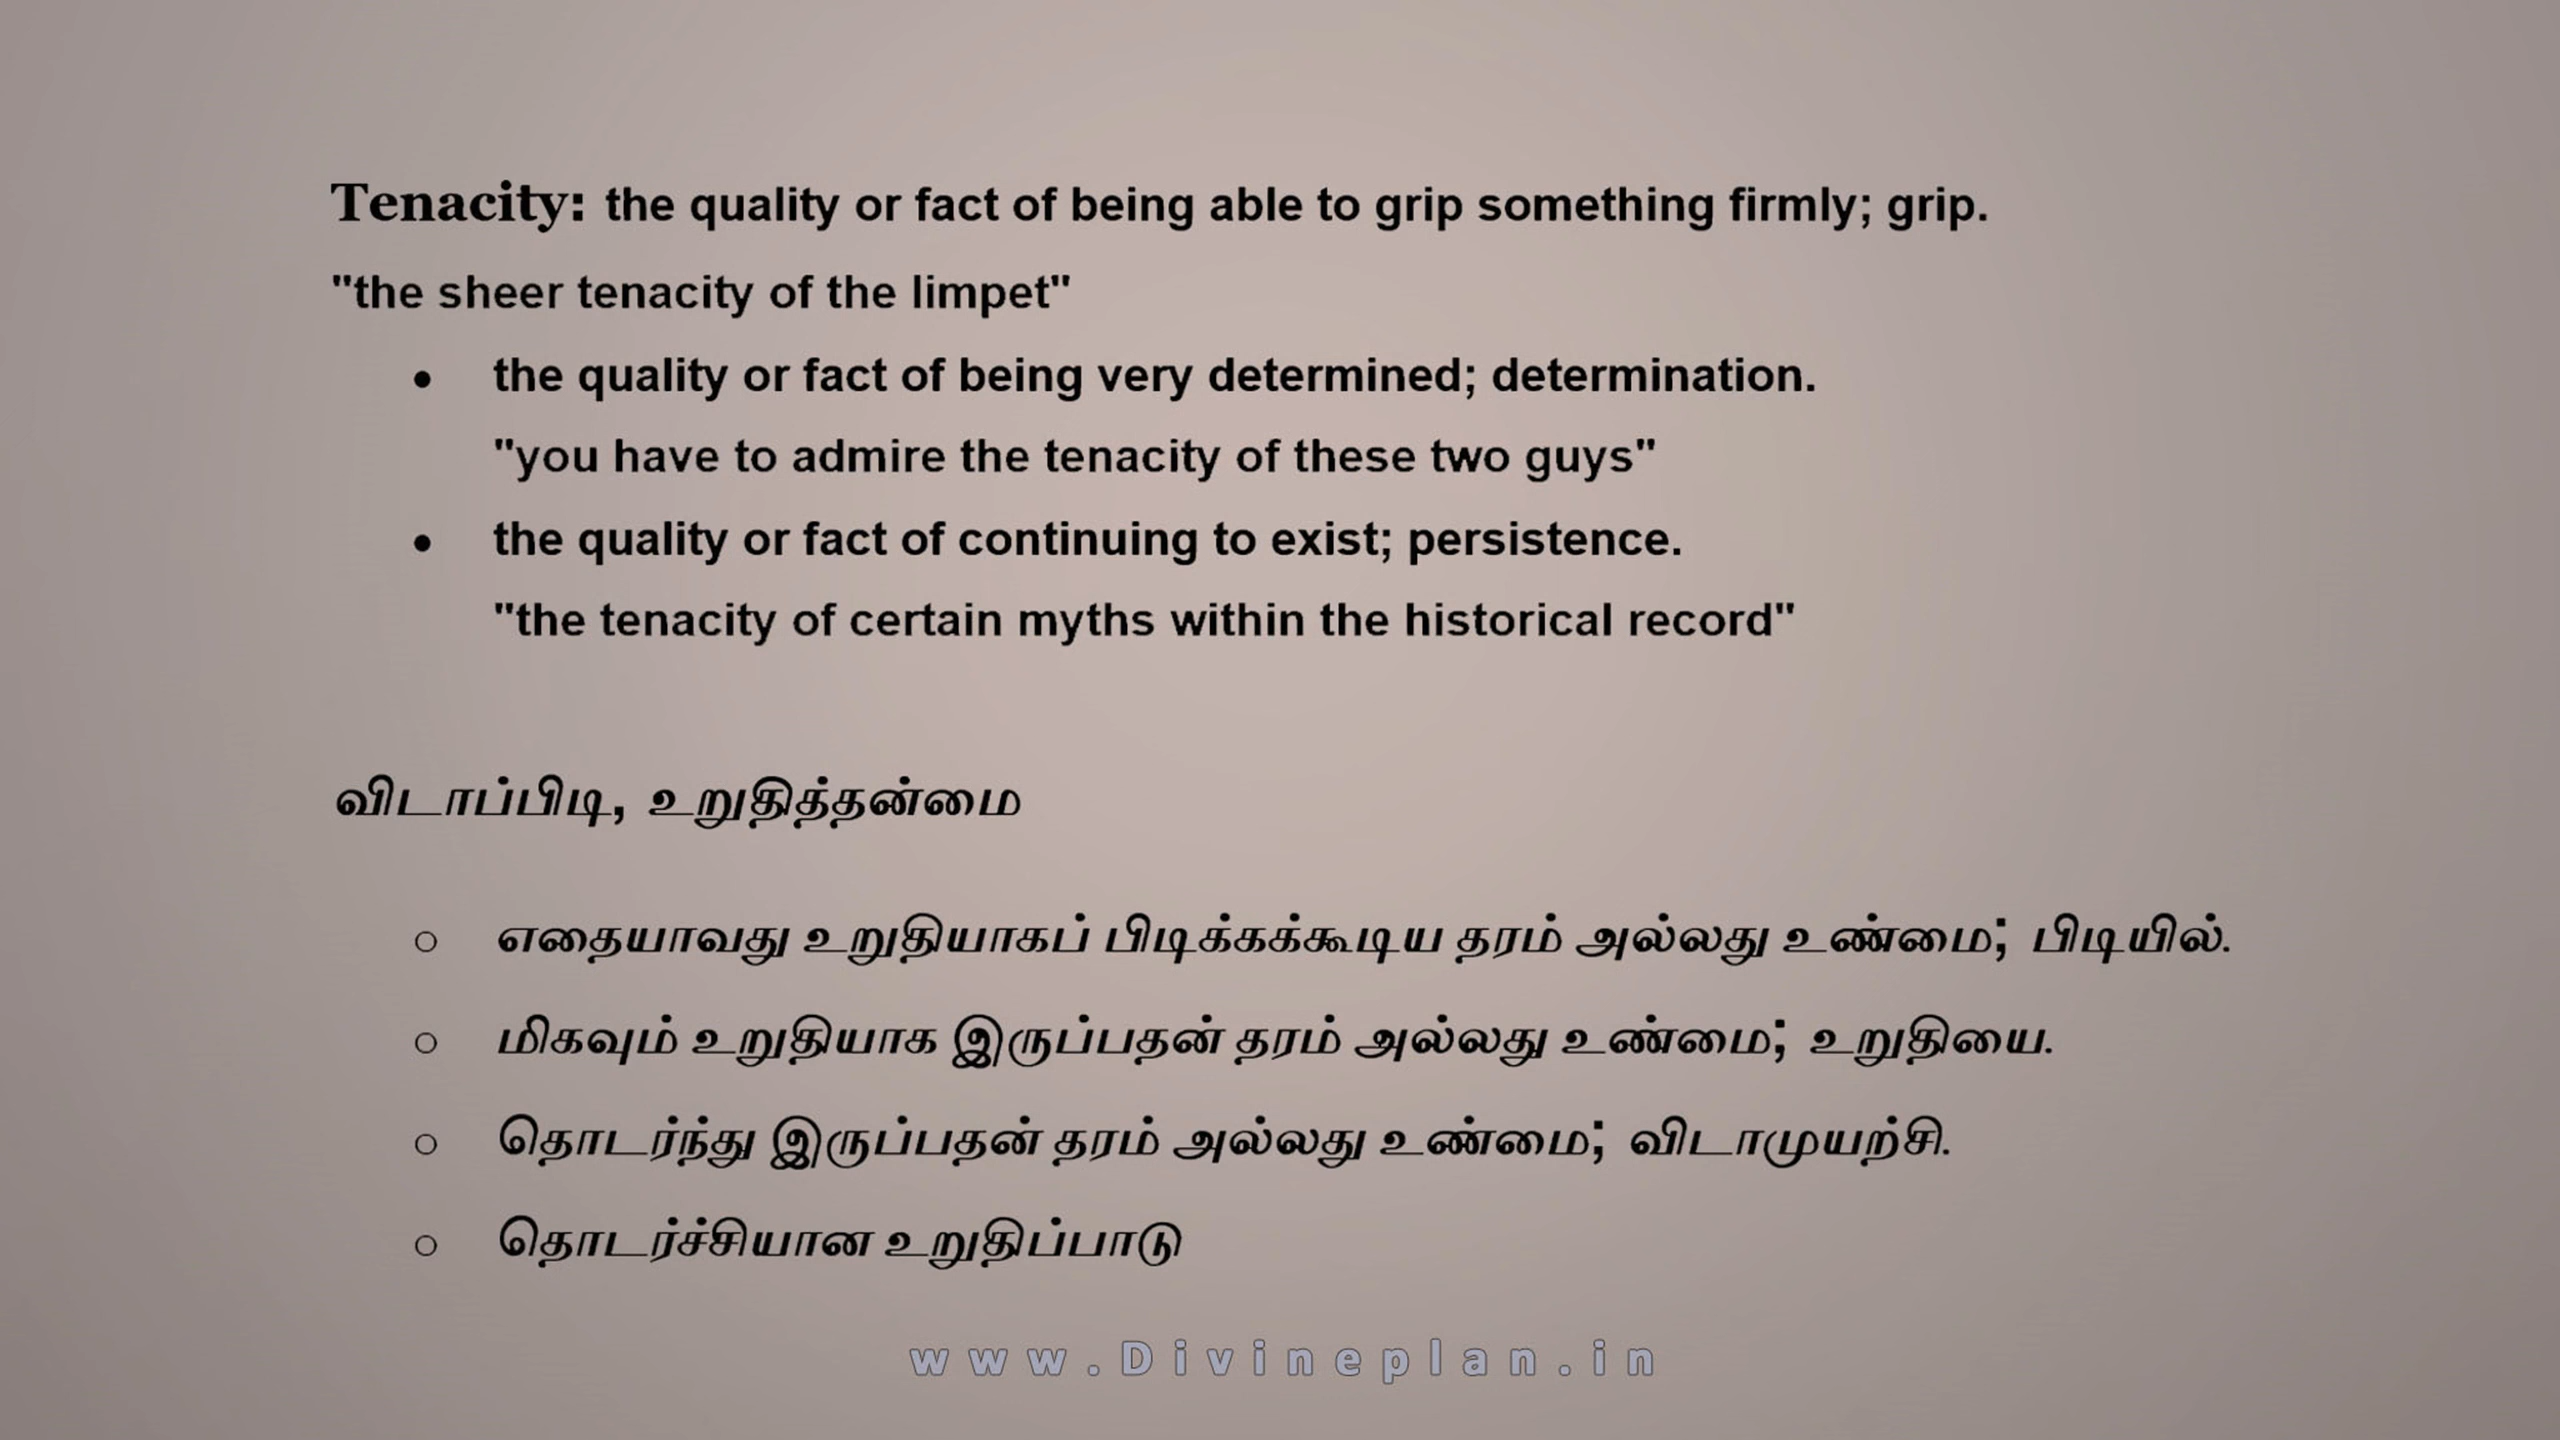 Tenacity: the quality or fact of being able to grip something firmly; grip.
"the sheer tenacity of the limpet"
• the quality or fact of being very determined; determination.
"you have to admire the tenacity of these two guys"
• the quality or fact of continuing to exist; persistence.
"the tenacity of certain myths within the historical record"
விடாப்பிடி, உறுதித்தன்மை
○ எதையாவது உறுதியாகப் பிடிக்கக்கூடிய தரம் அல்லது உண்மை; பிடியில்.
○ மிகவும் உறுதியாக இருப்பதன் தரம் அல்லது உண்மை; உறுதியை.
○ தொடர்ந்து இருப்பதன் தரம் அல்லது உண்மை; விடாமுயற்சி.
○ தொடர்ச்சியான உறுதிப்பாடு
www.Divineplan.in